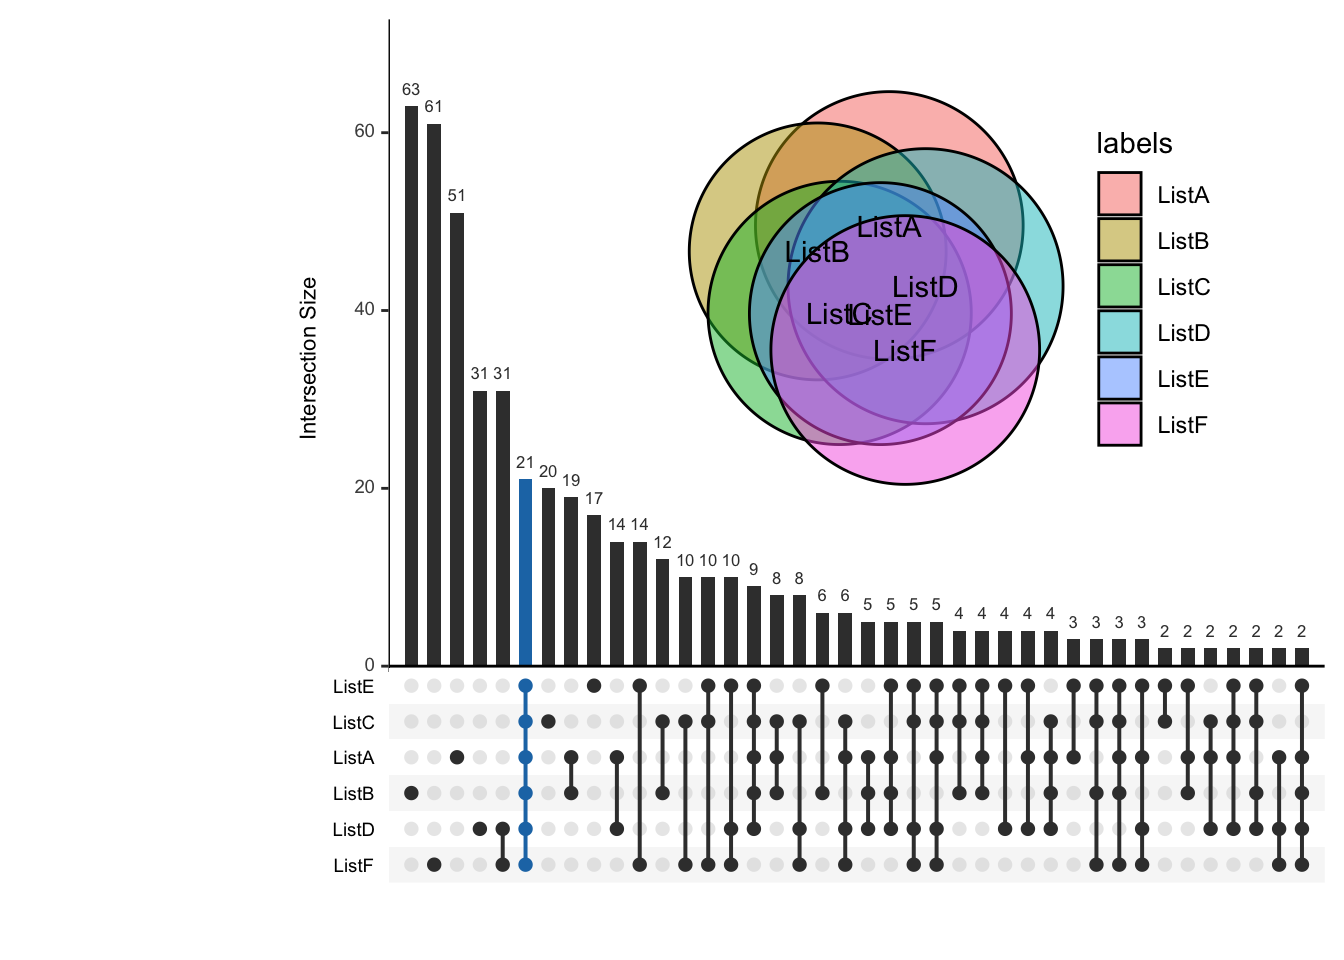 63
61
51
31 31
21
20
19
17
14 14
12
10 10 10
9
8 8
6 6
5 5 5 5
4 4 4 4 4
3 3 3 3
2 2 2 2 2 2 2
60
40
20
0
Intersection Size
ListE
ListC
ListA
ListB
ListD
ListF
ListA
ListB
ListD
ListC
ListE
ListF
labels
ListA
ListB
ListC
ListD
ListE
ListF